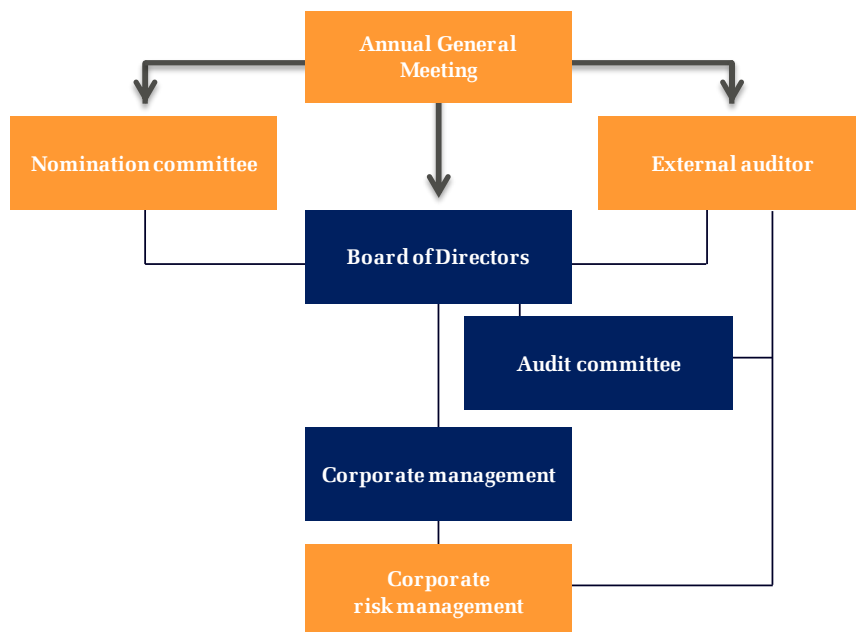 Annual General
Meeting
Nomination committee
External auditor
Board of Directors
Audit committee
Corporate management
Corporate
risk management